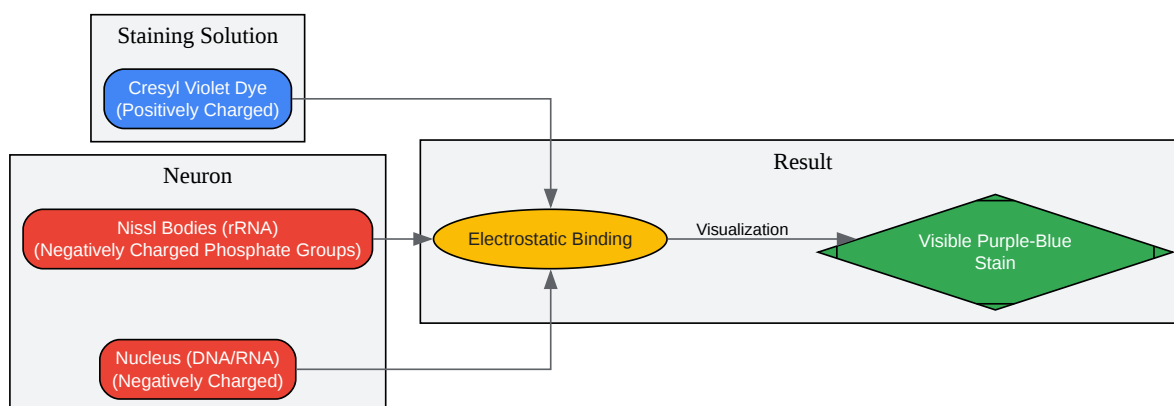 Staining Solution
Cresyl Violet Dye
(Positively Charged)
Neuron
Nissl Bodies (rRNA)
(Negatively Charged Phosphate Groups)
Nucleus (DNA/RNA)
(Negatively Charged)
Result
Electrostatic Binding
Visualization
Visible Purple-Blue
Stain